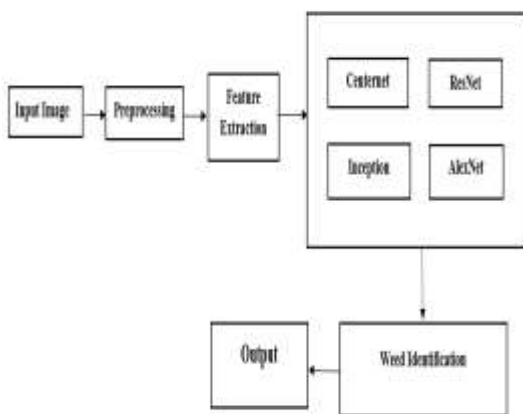 Input Image
Preprocessing
Feature
Extraction
Centernet
ResNet
Inception
AlexNet
Output
Weed Identification